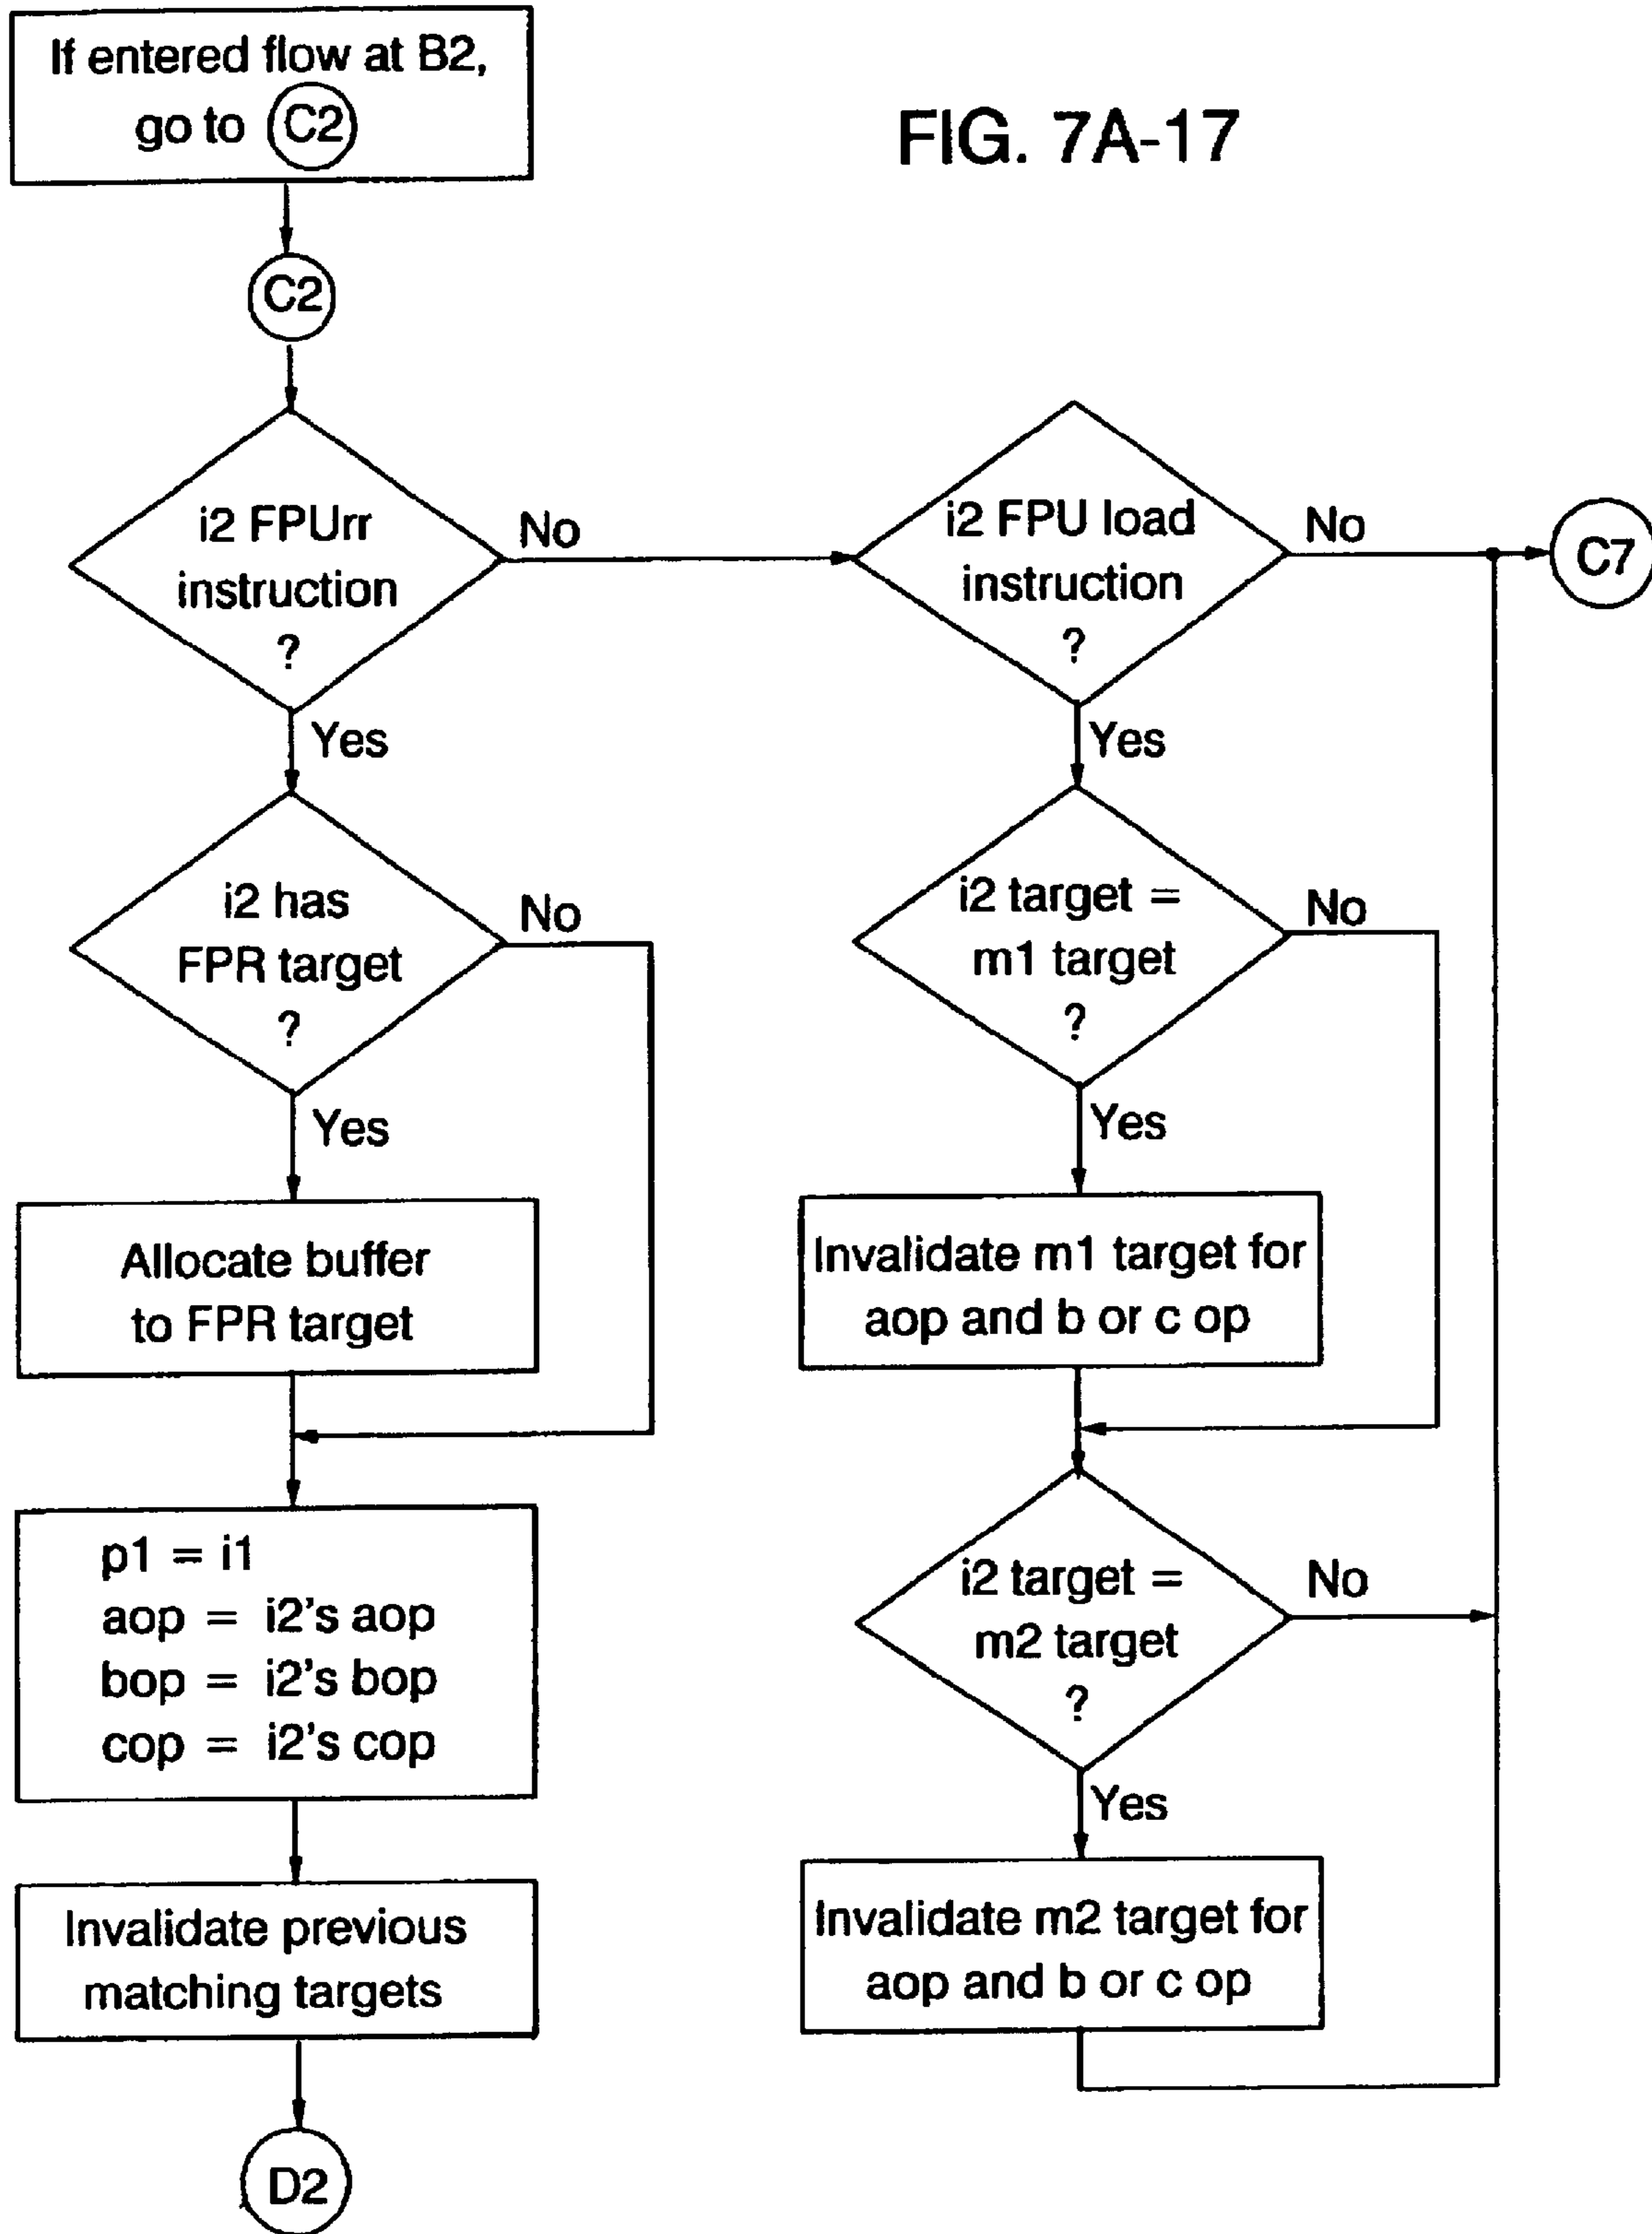 If entered flow at B2,
go to C2
FIG. 7A-17
C2
i2 FPUrr
instruction
?
No
Yes
i2 FPU load
instruction
?
No
C7
Yes
i2 has
FPR target
?
No
Yes
i2 target =
m1 target
?
No
Yes
Allocate buffer
to FPR target
Invalidate m1 target for
aop and b or c op
p1 = i1
aop = i2's aop
bop = i2's bop
cop = i2's cop
i2 target =
m2 target
?
No
Yes
Invalidate previous
matching targets
Invalidate m2 target for
aop and b or c op
D2